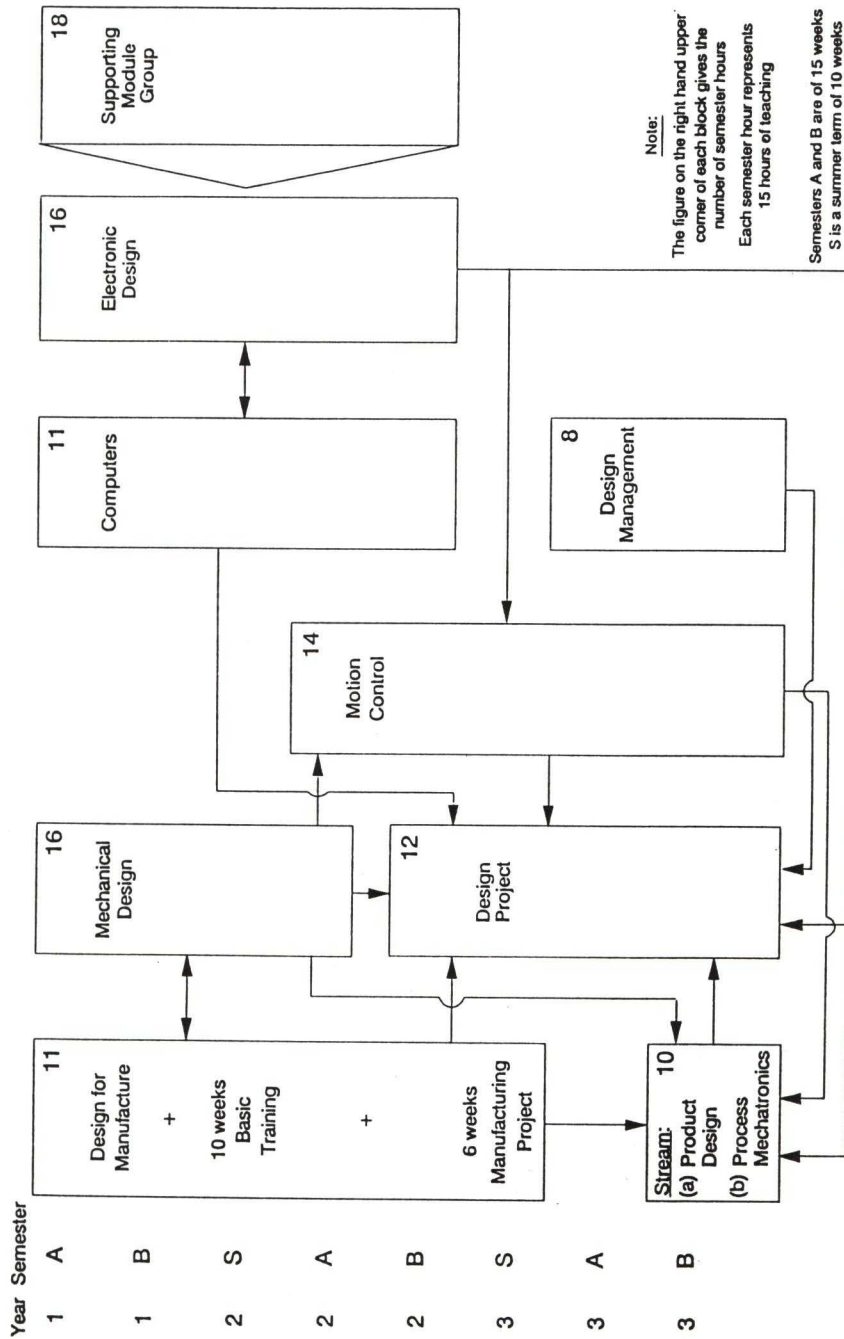 Year Semester
1 A
1 B
2 S
2 A
2 B
3 S
3 A
3 B
11
Design for
Manufacture
+
10 weeks
Basic
Training
+
6 weeks
Manufacturing
Project
16
Mechanical
Design
11
Computers
16
Electronic
Design
18
Supporting
Module
Group
14
Motion
Control
12
Design
Project
8
Design
Management
Stream: 10
(a) Product
Design
(b) Process
Mechatronics
Note:
The figure on the right hand upper
corner of each block gives the
number of semester hours
Each semester hour represents
15 hours of teaching
Semesters A and B are of 15 weeks
S is a summer term of 10 weeks